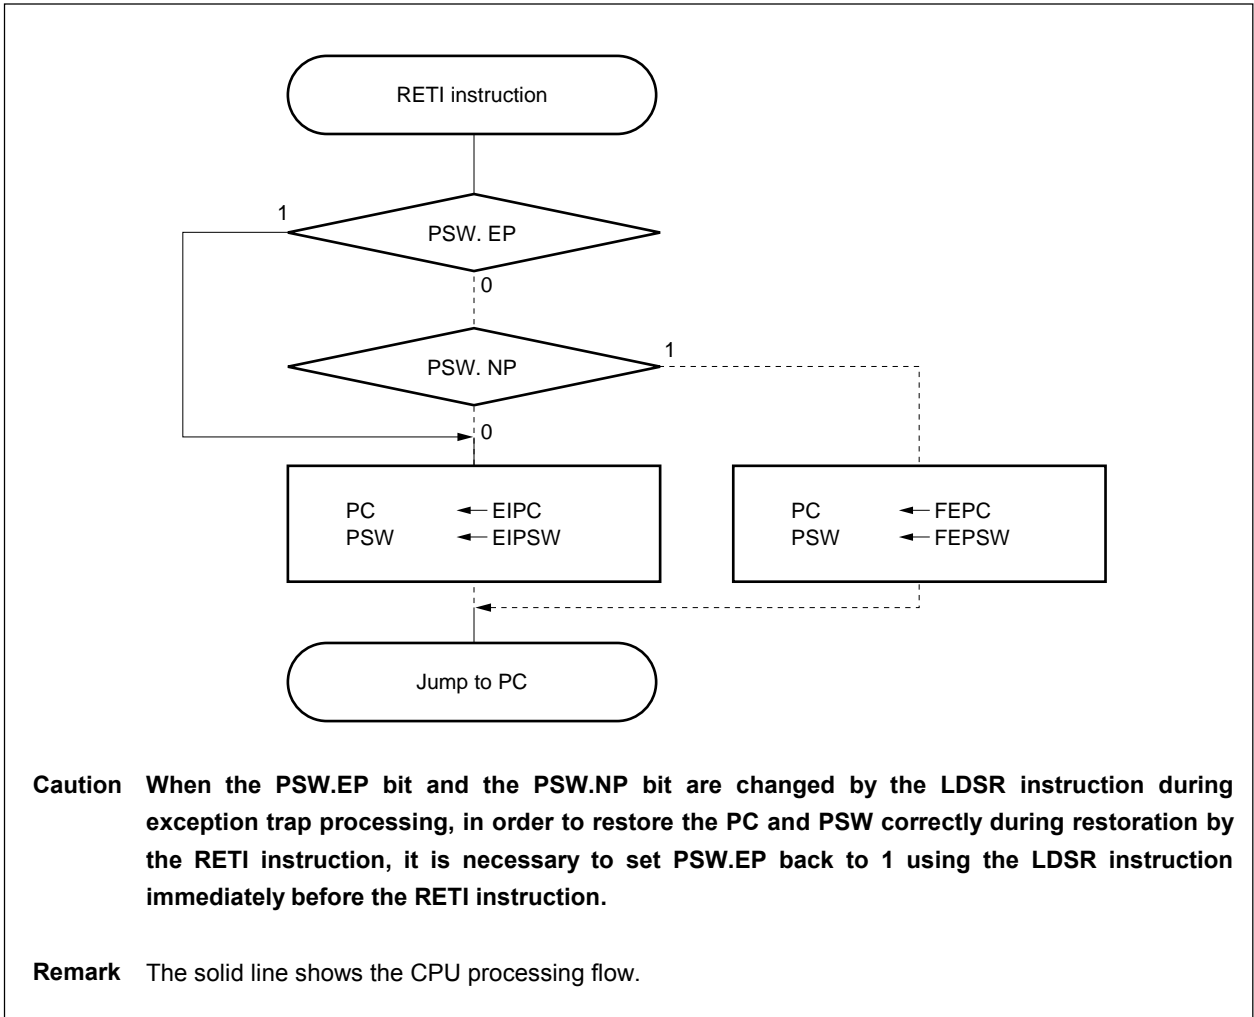 RETI instruction
1
PSW. EP
0
PSW. NP
1
0
PC ← EIPC
PSW ← EIPSW
PC ← FEPC
PSW ← FEPSW
Jump to PC
Caution When the PSW.EP bit and the PSW.NP bit are changed by the LDSR instruction during
exception trap processing, in order to restore the PC and PSW correctly during restoration by
the RETI instruction, it is necessary to set PSW.EP back to 1 using the LDSR instruction
immediately before the RETI instruction.
Remark The solid line shows the CPU processing flow.